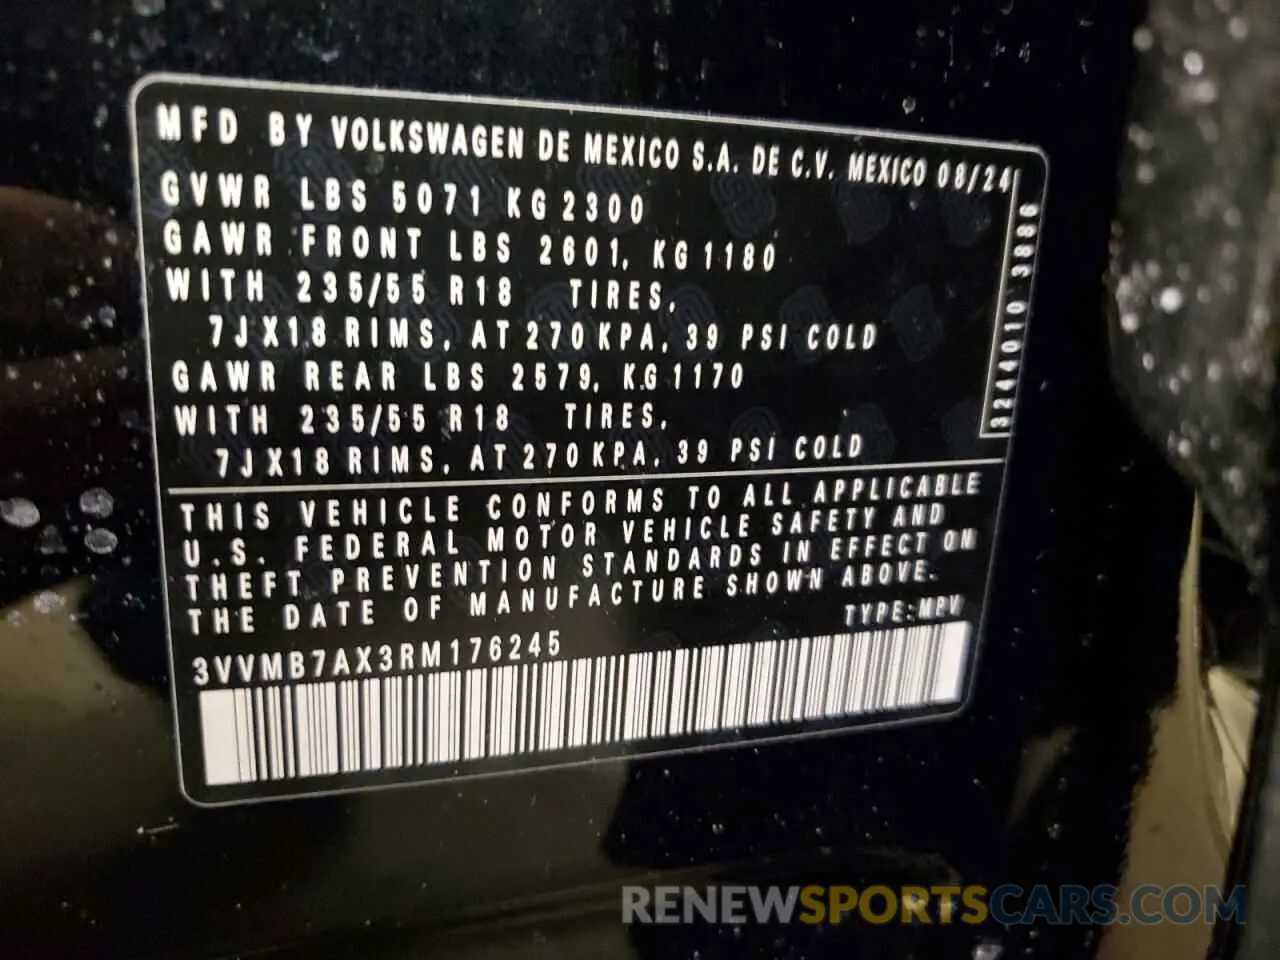 MFD BY VOLKSWAGEN DE MEXICO S.A. DE C.V. MEXICO 08/24
GVWR LBS 5071 KG 2300
GAWR FRONT LBS 2601, KG 1180
WITH 235/55 R18 TIRES,
7JX18 RIMS, AT 270 KPA, 39 PSI COLD
GAWR REAR LBS 2579, KG 1170
WITH 235/55 R18 TIRES,
7JX18 RIMS, AT 270 KPA, 39 PSI COLD
3244010 3886
THIS VEHICLE CONFORMS TO ALL APPLICABLE
U.S. FEDERAL MOTOR VEHICLE SAFETY AND
THEFT PREVENTION STANDARDS IN EFFECT ON
THE DATE OF MANUFACTURE SHOWN ABOVE.
TYPE:MPV
3VVMB7AX3RM176245
RENEWSPORTSCARS.COM